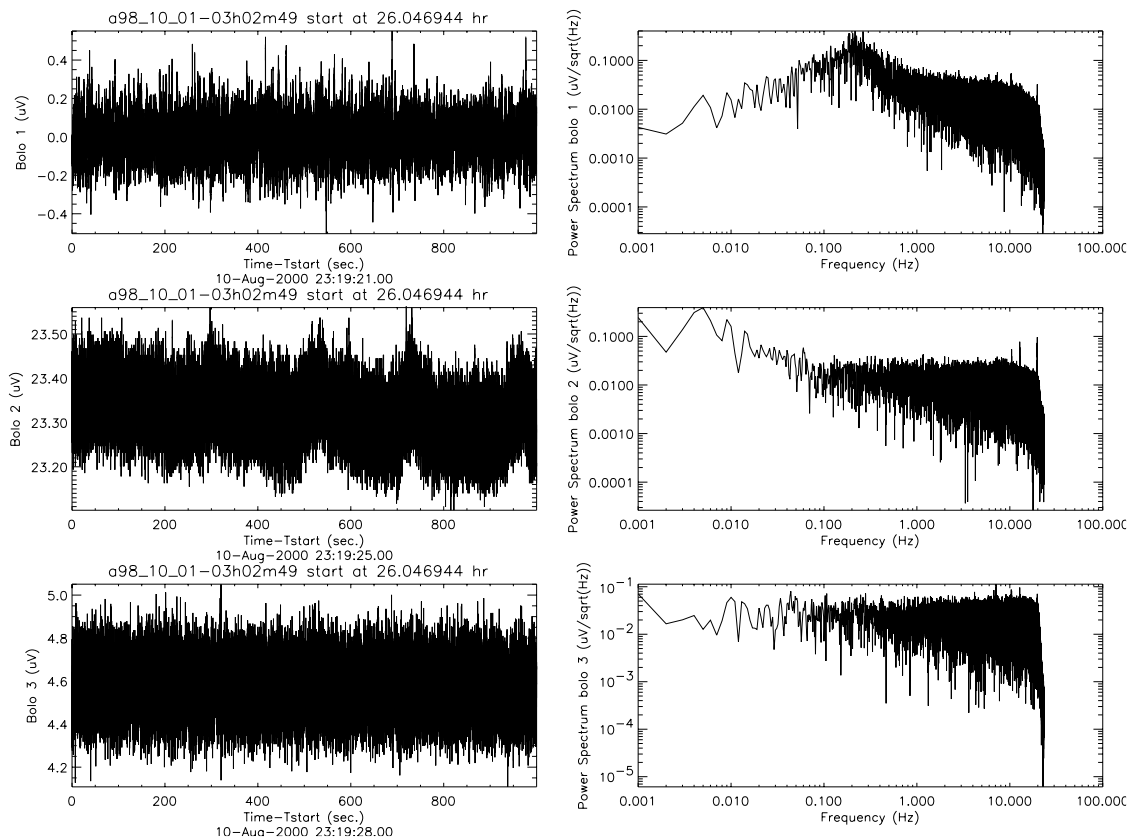 a98_10_01-03h02m49 start at 26.046944 hr
Bolo 1 (uV)
0.4
0.2
0.0
-0.2
-0.4
0 200 400 600 800
Time-Tstart (sec.)
10-Aug-2000 23:19:21.00
Power Spectrum bolo 1 (uV/sqrt(Hz))
0.1000
0.0100
0.0010
0.0001
0.001 0.010 0.100 1.000 10.000 100.000
Frequency (Hz)
a98_10_01-03h02m49 start at 26.046944 hr
Bolo 2 (uV)
23.50
23.40
23.30
23.20
0 200 400 600 800
Time-Tstart (sec.)
10-Aug-2000 23:19:25.00
Power Spectrum bolo 2 (uV/sqrt(Hz))
0.1000
0.0100
0.0010
0.0001
0.001 0.010 0.100 1.000 10.000 100.000
Frequency (Hz)
a98_10_01-03h02m49 start at 26.046944 hr
Bolo 3 (uV)
5.0
4.8
4.6
4.4
4.2
0 200 400 600 800
Time-Tstart (sec.)
10-Aug-2000 23:19:28.00
Power Spectrum bolo 3 (uV/sqrt(Hz))
10⁻¹
10⁻²
10⁻³
10⁻⁴
10⁻⁵
0.001 0.010 0.100 1.000 10.000 100.000
Frequency (Hz)